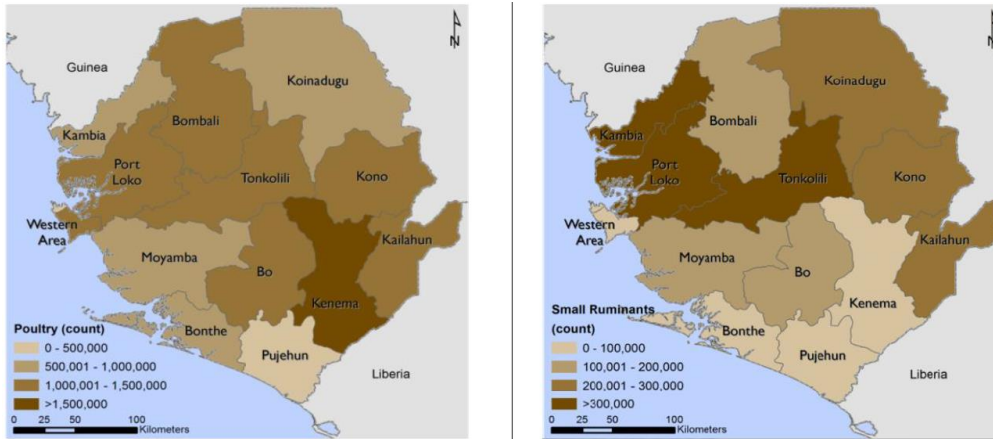 N
Guinea
Koinadugu
Bombali
Kambia
Port
Loko
Tonkolili
Kono
Western
Area
Moyamba
Bo
Kailahun
Kenema
Bonthe
Pujehun
Liberia
Poultry (count)
0 - 500,000
500,001 - 1,000,000
1,000,001 - 1,500,000
>1,500,000
0 25 50 100
Kilometers
N
Guinea
Koinadugu
Bombali
Kambia
Port
Loko
Tonkolili
Kono
Western
Area
Kailahun
Moyamba
Bo
Kenema
Bonthe
Pujehun
Liberia
Small Ruminants
(count)
0 - 100,000
100,001 - 200,000
200,001 - 300,000
>300,000
0 25 50 100
Kilometers